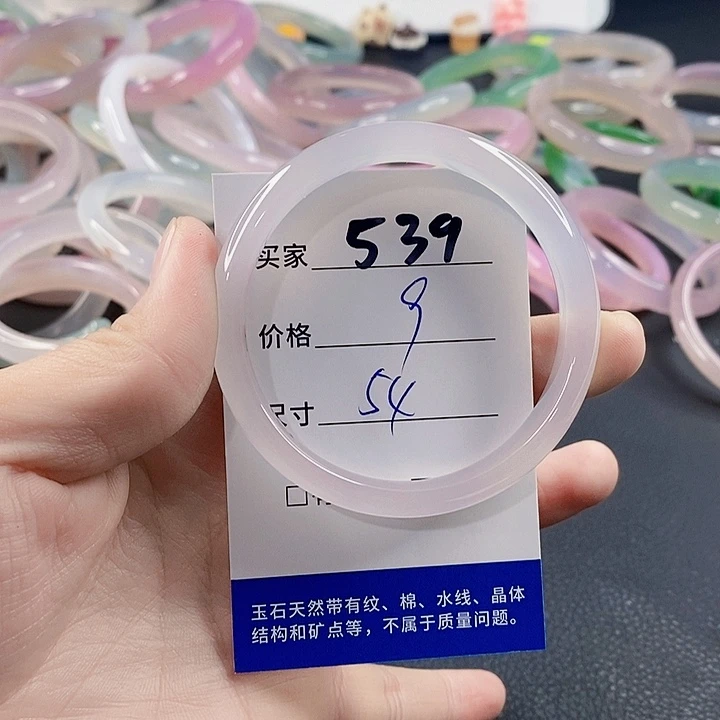 买家 539
价格 9
尺寸 54
玉石天然带有纹、棉、水线、晶体
结构和矿点等，不属于质量问题。